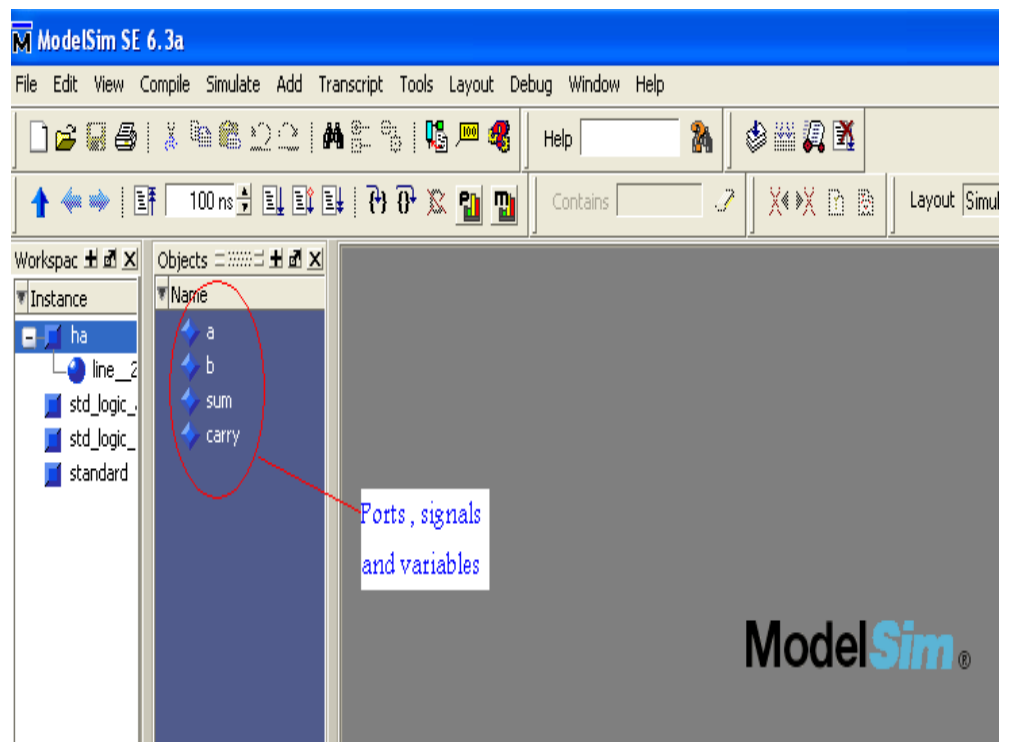 ModelSim SE 6.3a
File Edit View Compile Simulate Add Transcript Tools Layout Debug Window Help
Help
100 ns Contains Layout Simul
Workspac Objects
Instance Name
ha
line__2
std_logic_
std_logic_
standard
a
b
sum
carry
Ports , signals
and variables
ModelSim ®